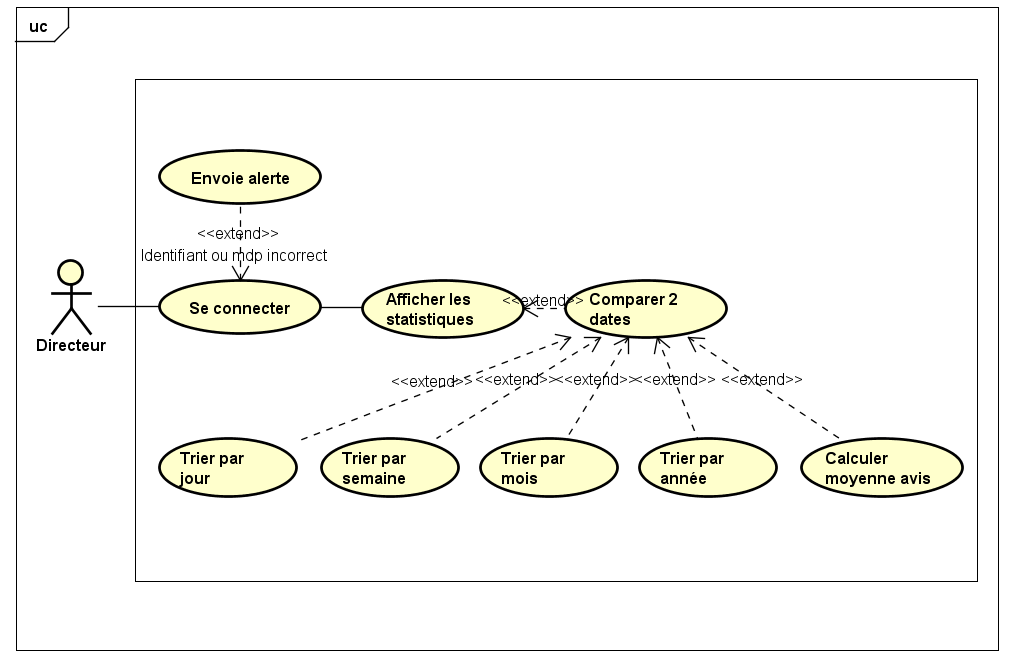 uc
Envoie alerte
<<extend>>
Identifiant ou mdp incorrect
Directeur
Se connecter
Afficher les
statistiques
<<extend>>
Comparer 2
dates
<<extend>>
<<extend>>
<<extend>>
<<extend>>
<<extend>>
Trier par
jour
Trier par
semaine
Trier par
mois
Trier par
année
Calculer
moyenne avis